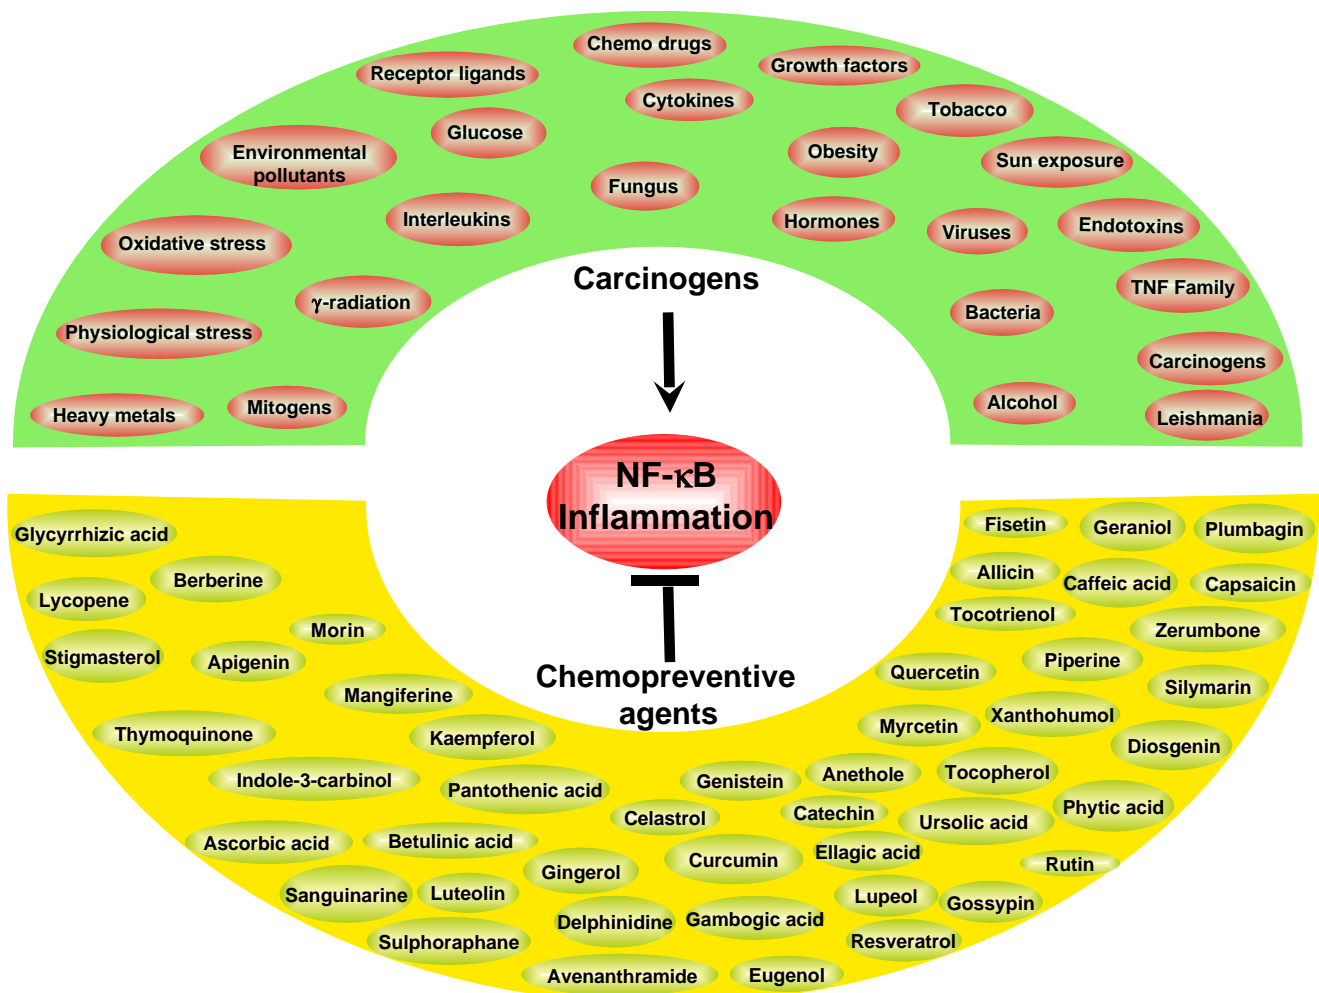 Chemo drugs
Growth factors
Receptor ligands
Cytokines
Tobacco
Glucose
Environmental
pollutants
Obesity
Sun exposure
Fungus
Interleukins
Hormones
Viruses
Endotoxins
Oxidative stress
TNF Family
γ-radiation
Bacteria
Physiological stress
Carcinogens
Heavy metals
Mitogens
Alcohol
Leishmania
Carcinogens
NF-κB
Inflammation
Chemopreventive
agents
Glycyrrhizic acid
Fisetin
Geraniol
Plumbagin
Berberine
Allicin
Caffeic acid
Capsaicin
Lycopene
Tocotrienol
Morin
Zerumbone
Stigmasterol
Apigenin
Quercetin
Piperine
Silymarin
Mangiferine
Myrcetin
Xanthohumol
Thymoquinone
Kaempferol
Diosgenin
Indole-3-carbinol
Pantothenic acid
Genistein
Anethole
Tocopherol
Phytic acid
Celastrol
Catechin
Ursolic acid
Ascorbic acid
Betulinic acid
Curcumin
Ellagic acid
Rutin
Gingerol
Sanguinarine
Luteolin
Lupeol
Gossypin
Delphinidine
Gambogic acid
Sulphoraphane
Resveratrol
Avenanthramide
Eugenol